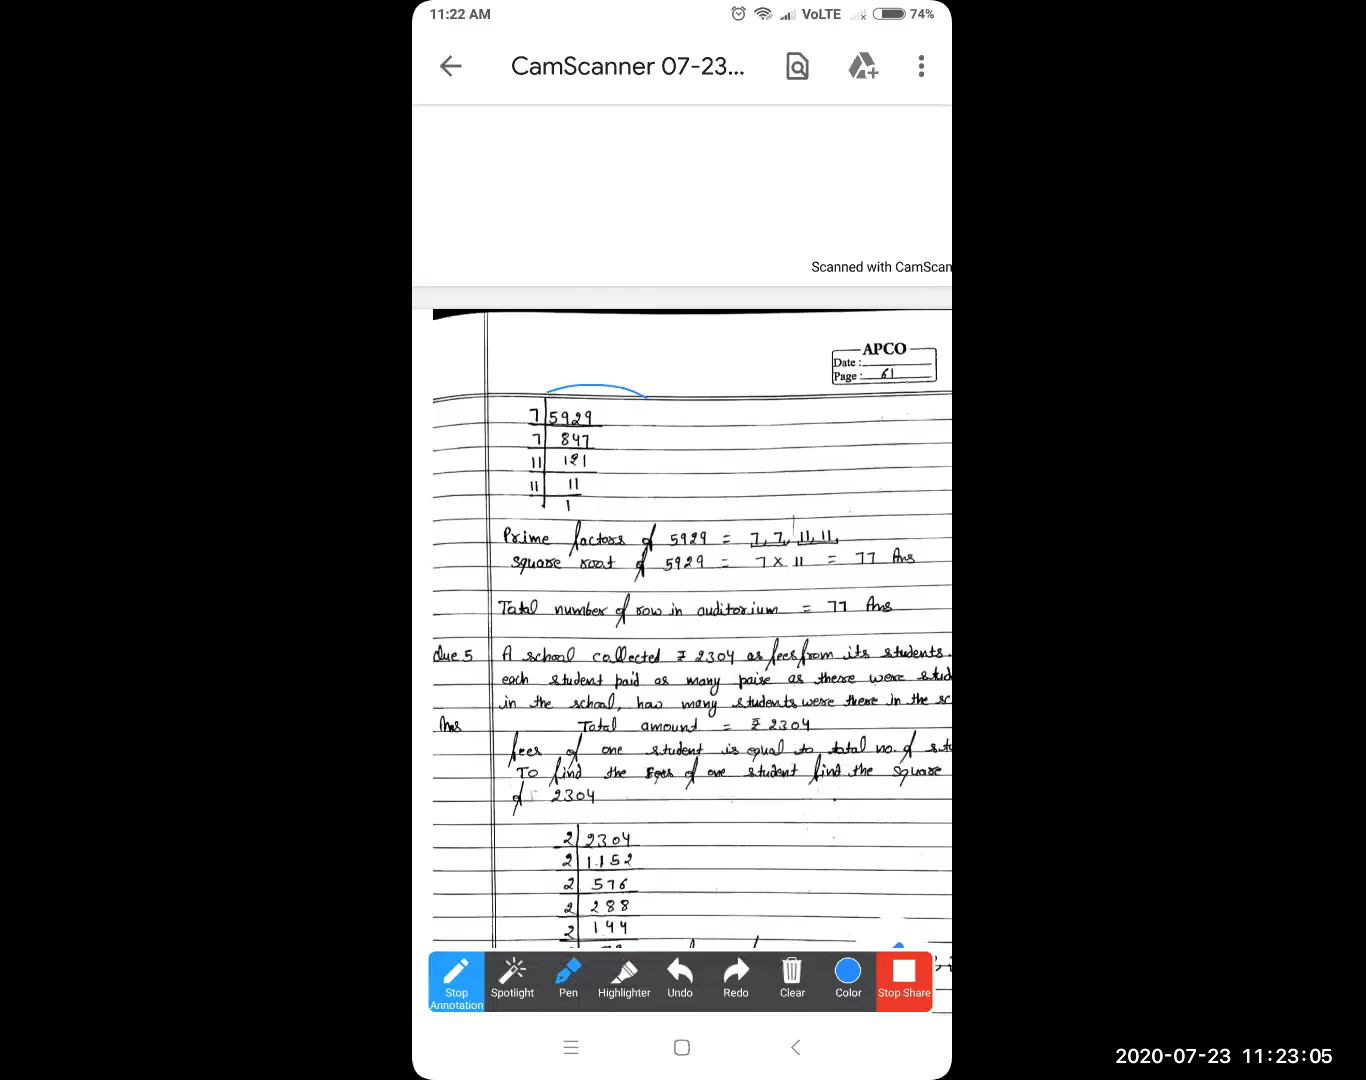 11:22 AM VoLTE 74%
CamScanner 07-23...
Scanned with CamScan
APCO
Date :
Page : 61
7 5929
7 847
11 121
11 11
1
Prime factors of 5929 = 7, 7, 11, 11,
square root of 5929 = 7 × 11 = 77 Ans
Total number of row in auditorium = 77 Ans
Que 5 A school collected ₹ 2304 as fees from its students.
each student paid as many paise as there were stud
in the school, how many students were there in the sc
Ans Total amount = ₹ 2304
fees of one student is equal to total no. of stu
To find the fees of one student find the square
of 2304
2 2304
2 1152
2 576
2 288
2 144
Stop Annotation Spotlight Pen Highlighter Undo Redo Clear Color Stop Share
2020-07-23 11:23:05